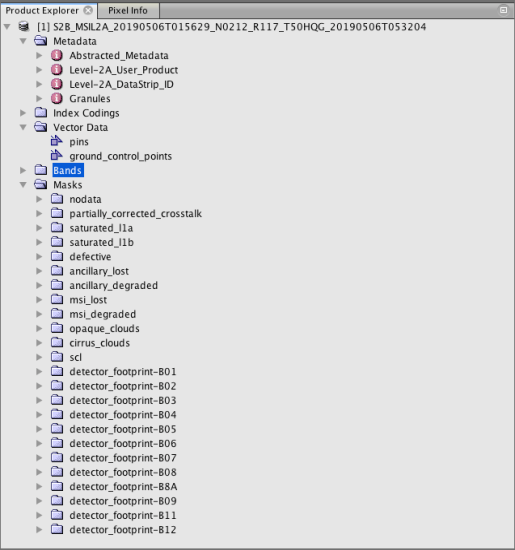 Product Explorer Pixel Info
[1] S2B_MSIL2A_20190506T015629_N0212_R117_T50HQG_20190506T053204
Metadata
Abstracted_Metadata
Level-2A_User_Product
Level-2A_DataStrip_ID
Granules
Index Codings
Vector Data
pins
ground_control_points
Bands
Masks
nodata
partially_corrected_crosstalk
saturated_l1a
saturated_l1b
defective
ancillary_lost
ancillary_degraded
msi_lost
msi_degraded
opaque_clouds
cirrus_clouds
scl
detector_footprint-B01
detector_footprint-B02
detector_footprint-B03
detector_footprint-B04
detector_footprint-B05
detector_footprint-B06
detector_footprint-B07
detector_footprint-B08
detector_footprint-B8A
detector_footprint-B09
detector_footprint-B11
detector_footprint-B12